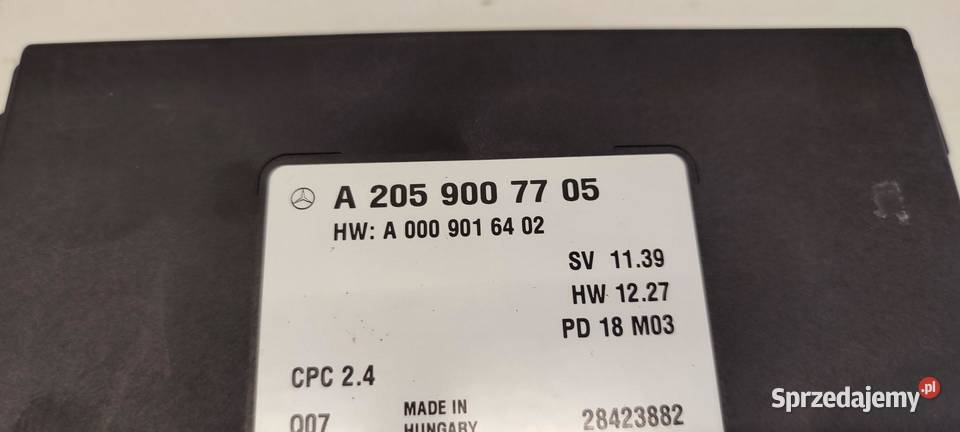 A 205 900 77 05
HW: A 000 901 64 02
SV 11.39
HW 12.27
PD 18 M03
CPC 2.4
Q07
MADE IN
HUNGARY
28423882
Sprzedajemy.pl